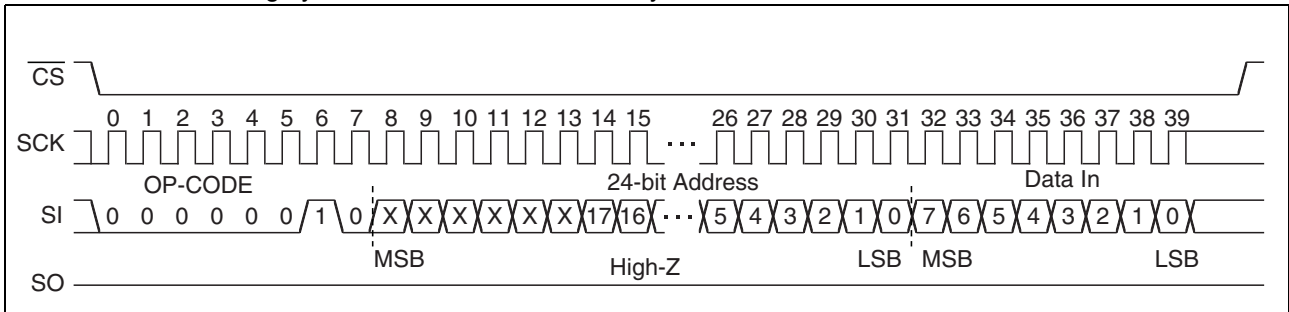 CS
0 1 2 3 4 5 6 7 8 9 10 11 12 13 14 15 26 27 28 29 30 31 32 33 34 35 36 37 38 39
SCK ···
OP-CODE 24-bit Address Data In
SI 0 0 0 0 0 0 1 0 X X X X X X 17 16 ··· 5 4 3 2 1 0 7 6 5 4 3 2 1 0
MSB High-Z LSB MSB LSB
SO